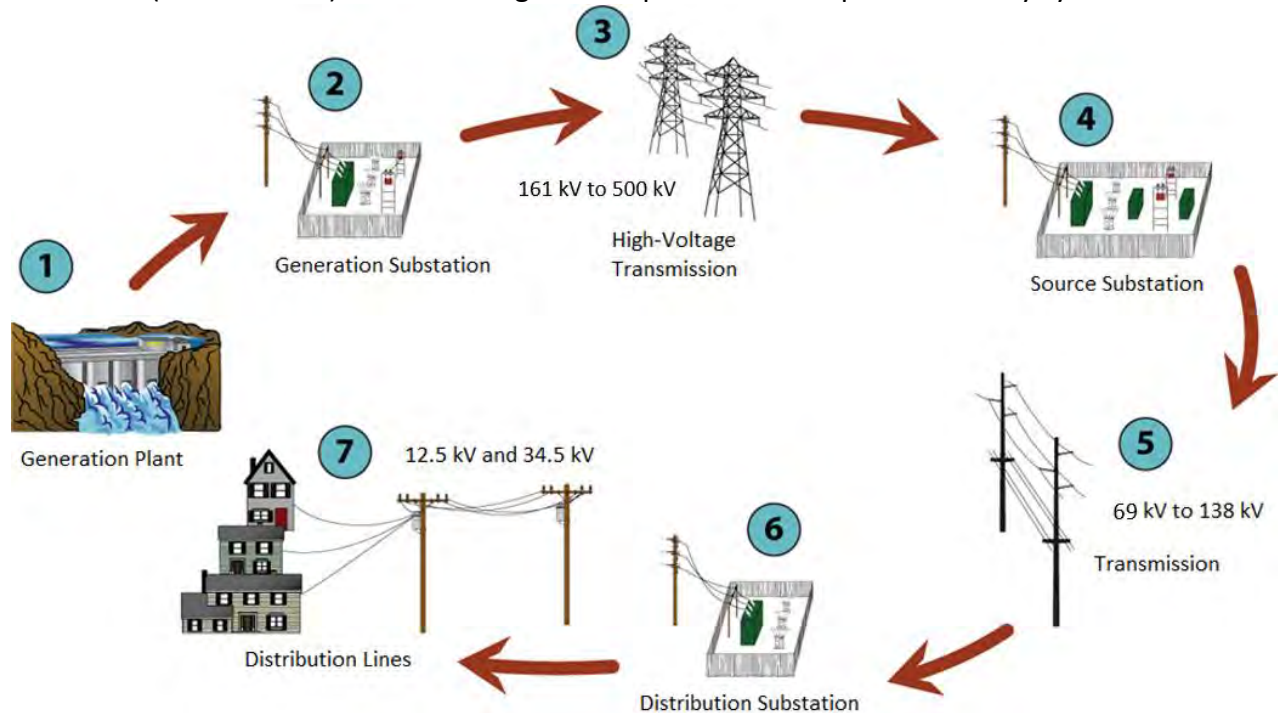 3
2
4
161 kV to 500 kV
High-Voltage
Transmission
Generation Substation
Source Substation
1
Generation Plant
7
12.5 kV and 34.5 kV
5
69 kV to 138 kV
Transmission
6
Distribution Lines
Distribution Substation